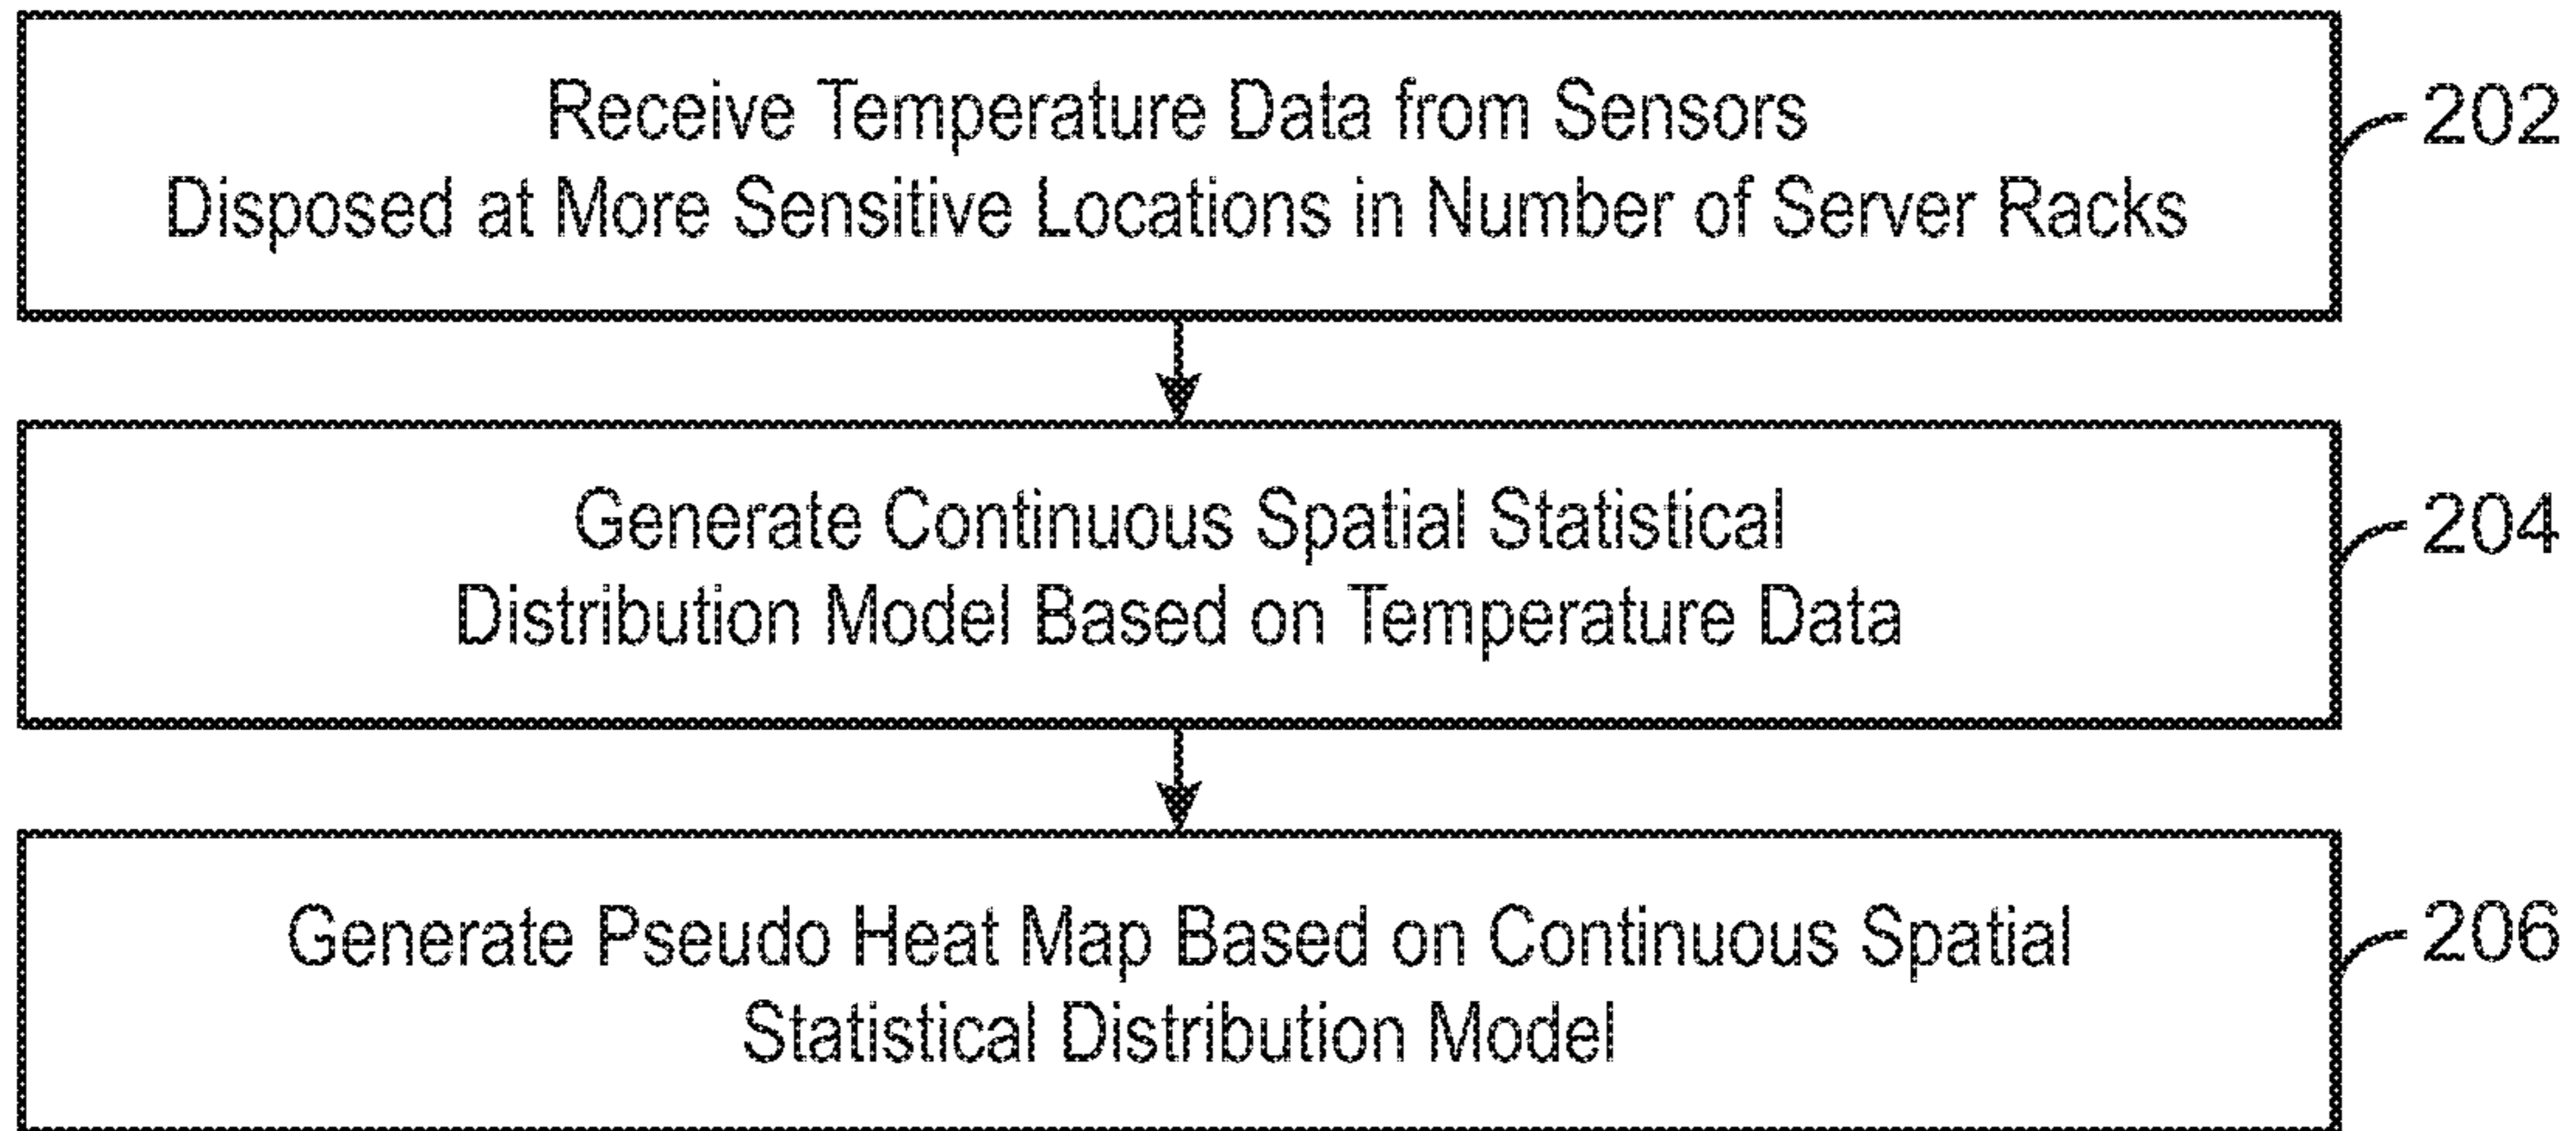 Receive Temperature Data from Sensors
Disposed at More Sensitive Locations in Number of Server Racks
202
Generate Continuous Spatial Statistical
Distribution Model Based on Temperature Data
204
Generate Pseudo Heat Map Based on Continuous Spatial
Statistical Distribution Model
206